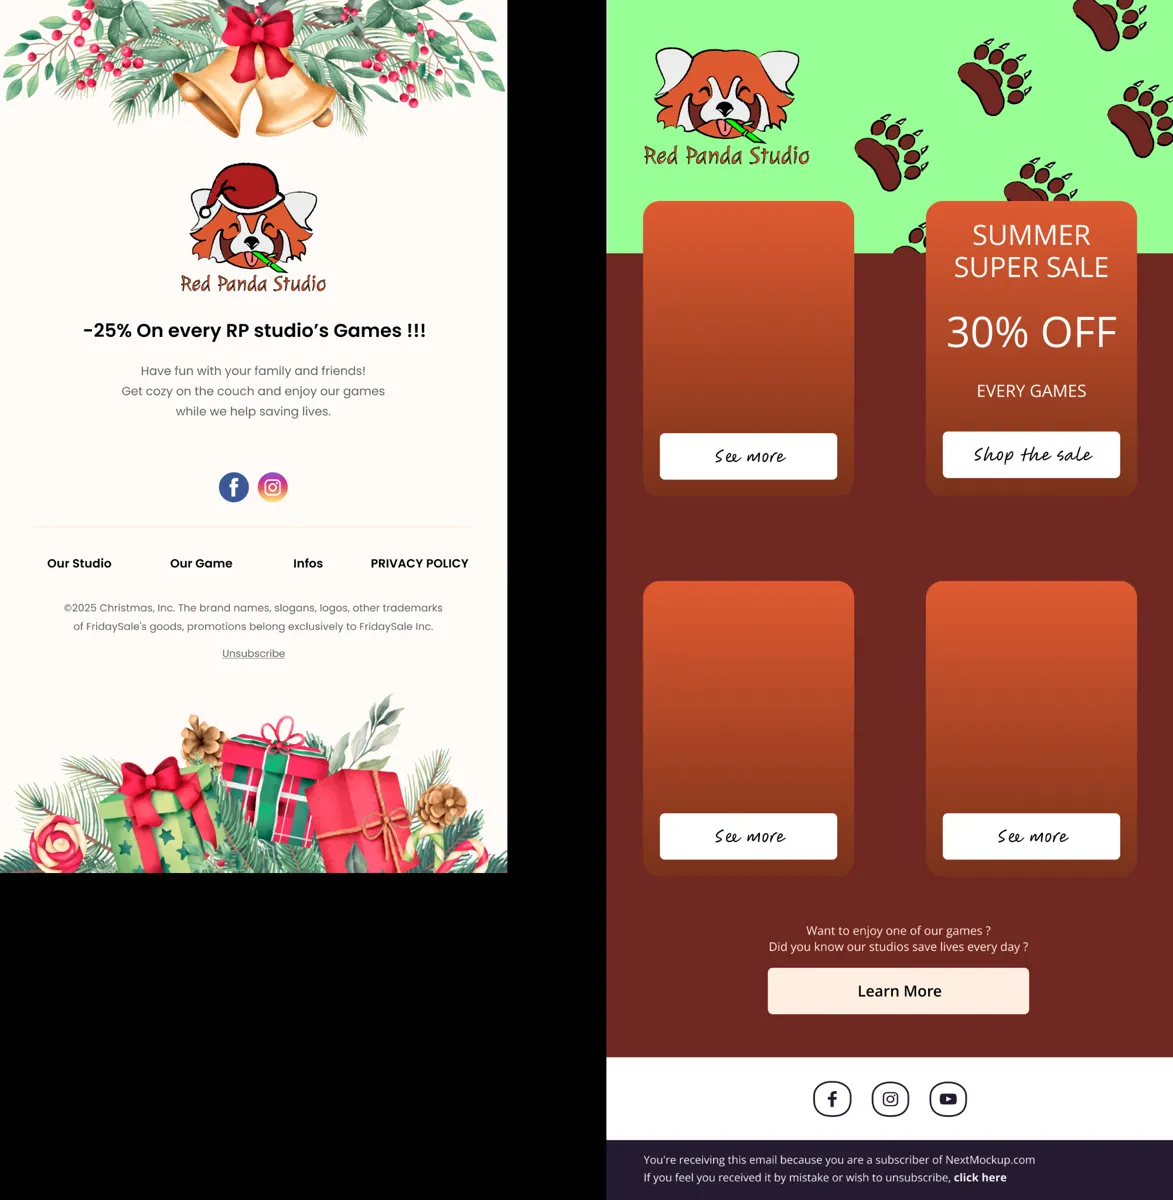 Red Panda Studio
-25% On every RP studio’s Games !!!
Have fun with your family and friends!
Get cozy on the couch and enjoy our games
while we help saving lives.
Our Studio
Our Game
Infos
PRIVACY POLICY
©2025 Christmas, Inc. The brand names, slogans, logos, other trademarks
of FridaySale's goods, promotions belong exclusively to FridaySale Inc.
Unsubscribe
Red Panda Studio
See more
SUMMER
SUPER SALE
30% OFF
EVERY GAMES
Shop the sale
See more
See more
Want to enjoy one of our games ?
Did you know our studios save lives every day ?
Learn More
You're receiving this email because you are a subscriber of NextMockup.com
If you feel you received it by mistake or wish to unsubscribe, click here